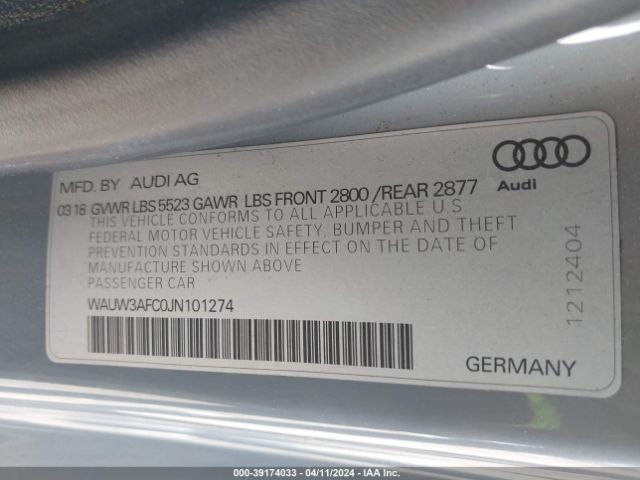 MFD. BY AUDI AG
Audi
03 18 GVWR LBS 5523 GAWR LBS FRONT 2800 /REAR 2877
THIS VEHICLE CONFORMS TO ALL APPLICABLE U.S
FEDERAL MOTOR VEHICLE SAFETY, BUMPER AND THEFT
PREVENTION STANDARDS IN EFFECT ON THE DATE OF
MANUFACTURE SHOWN ABOVE
PASSENGER CAR
WAUW3AFC0JN101274
1212404
GERMANY
000-39174033 - 04/11/2024 - IAA Inc.